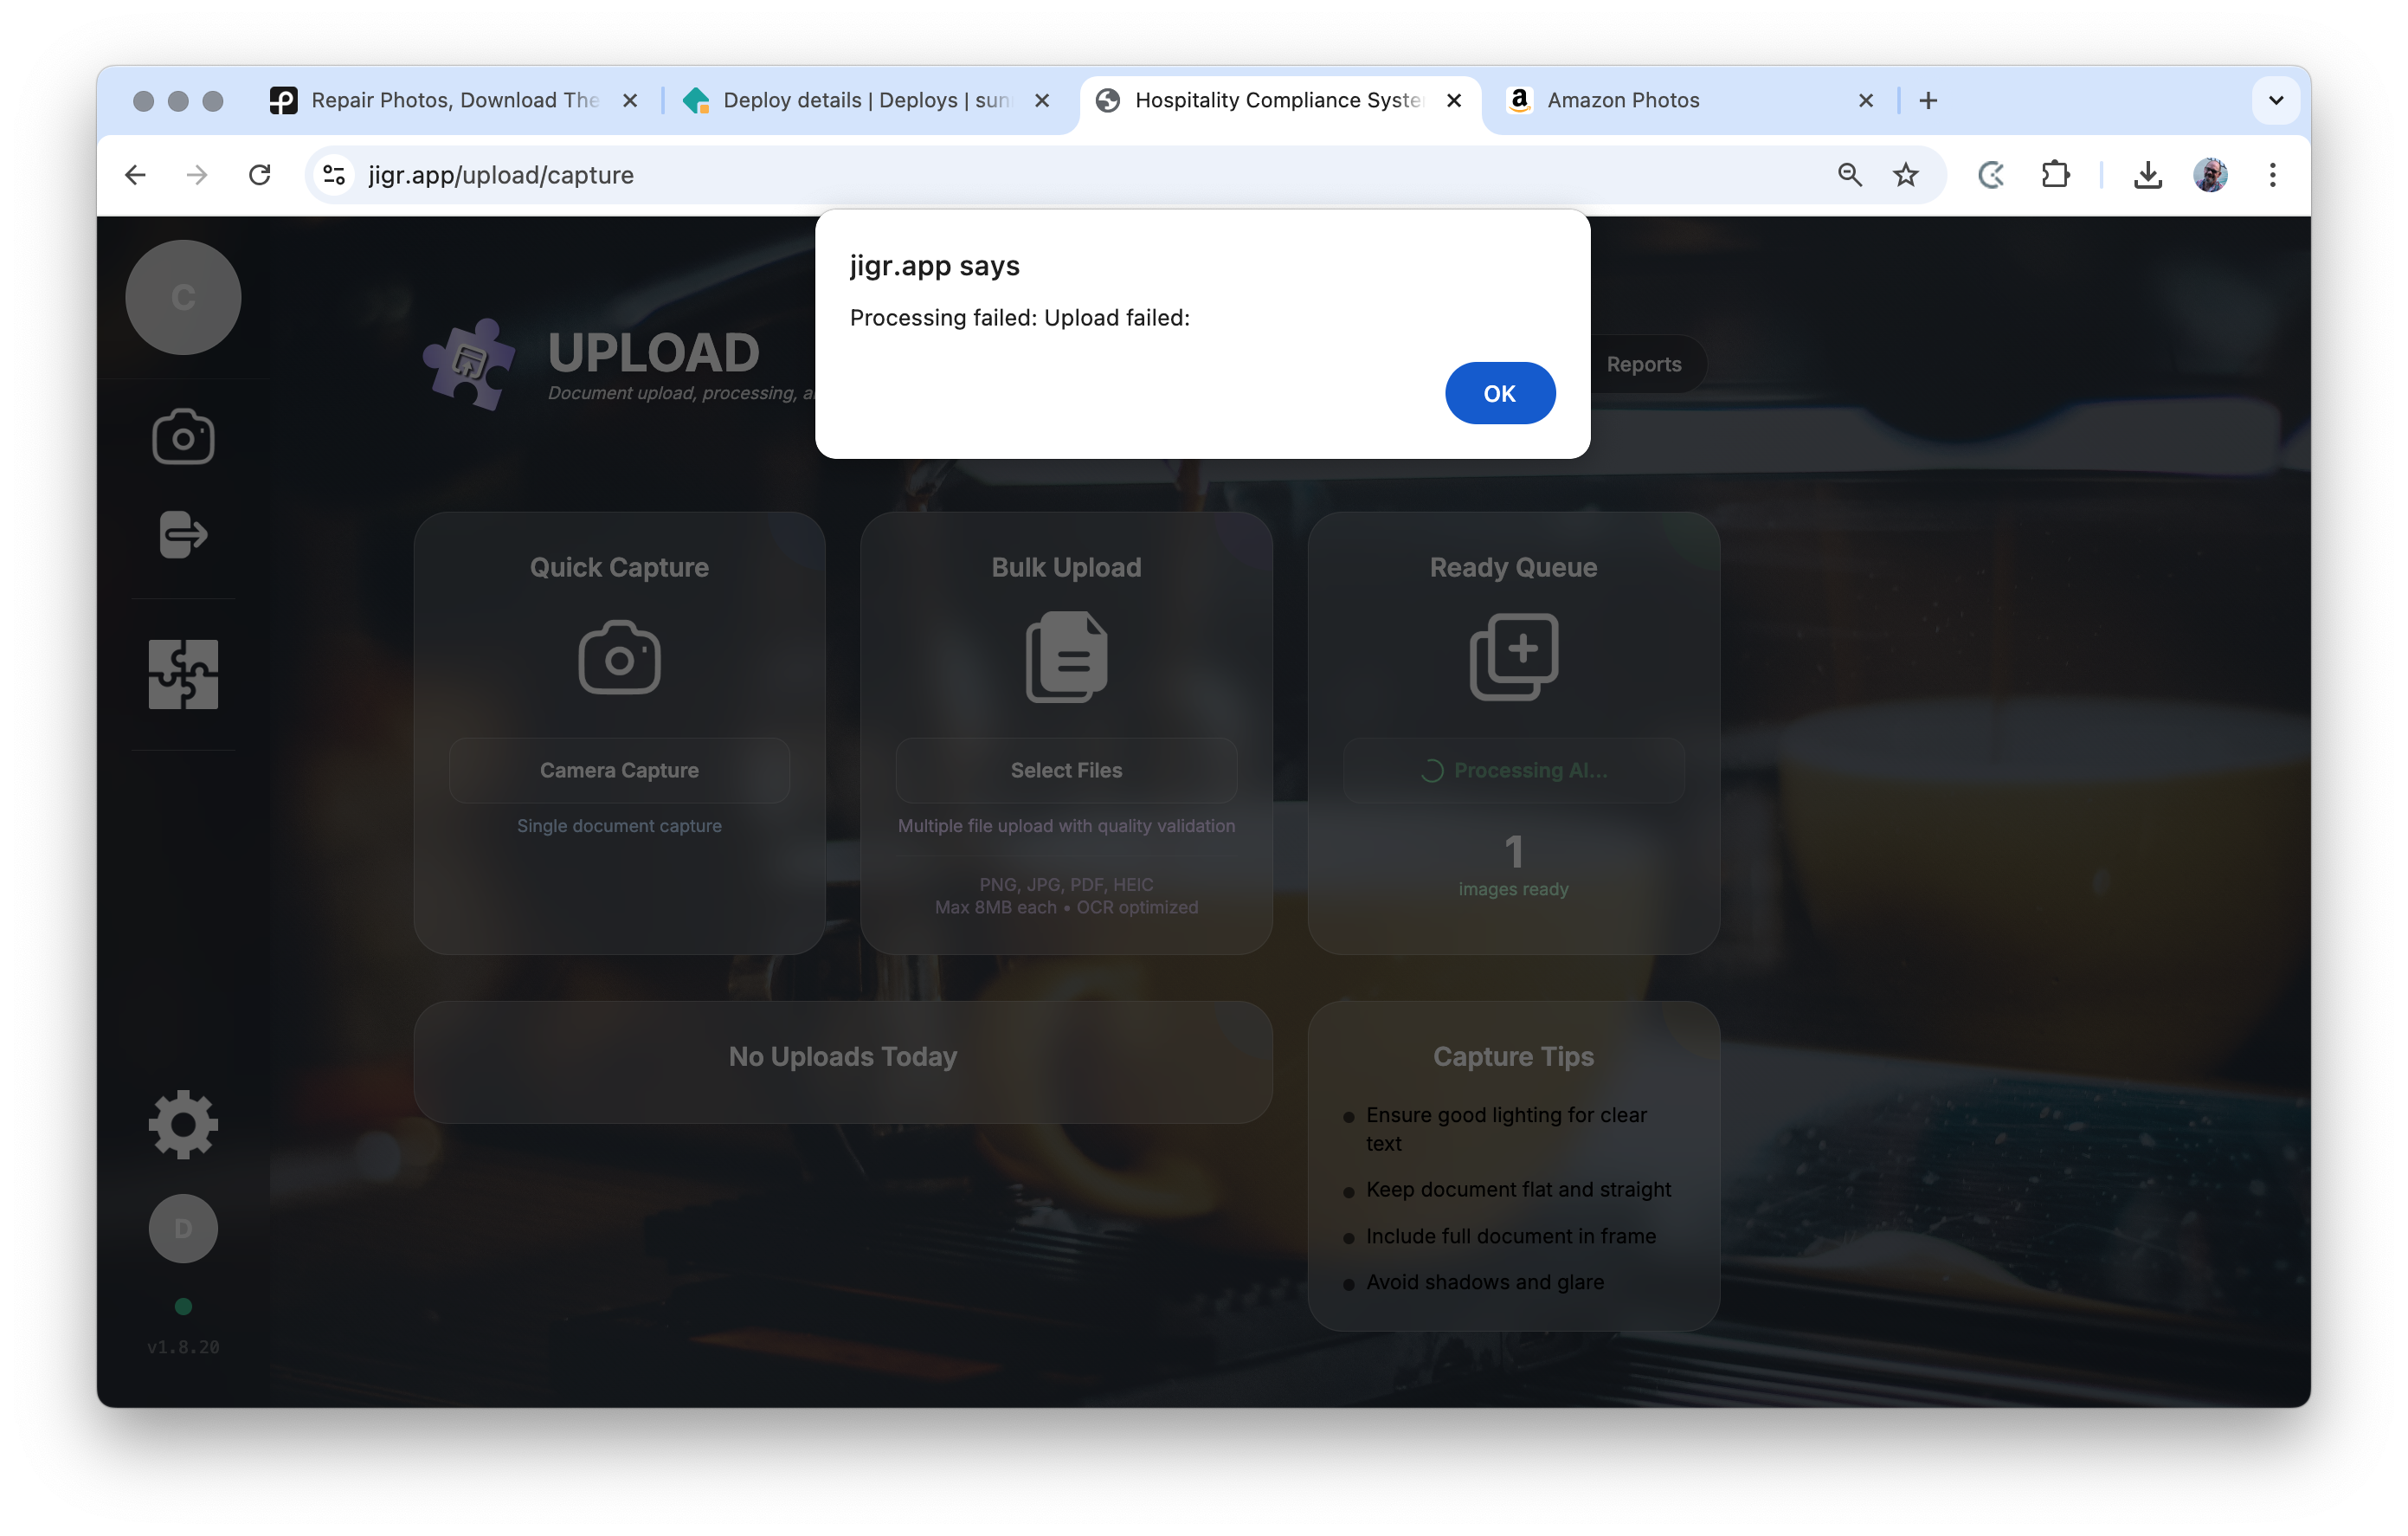 Repair Photos, Download The
Deploy details | Deploys | sun
Hospitality Compliance Syste
Amazon Photos
jigr.app/upload/capture
jigr.app says
Processing failed: Upload failed:
OK
C
UPLOAD
Document upload, processing, a
Reports
Quick Capture
Camera Capture
Single document capture
Bulk Upload
Select Files
Multiple file upload with quality validation
PNG, JPG, PDF, HEIC
Max 8MB each • OCR optimized
Ready Queue
Processing AI...
1
images ready
No Uploads Today
Capture Tips
Ensure good lighting for clear
text
Keep document flat and straight
Include full document in frame
Avoid shadows and glare
D
v1.8.20